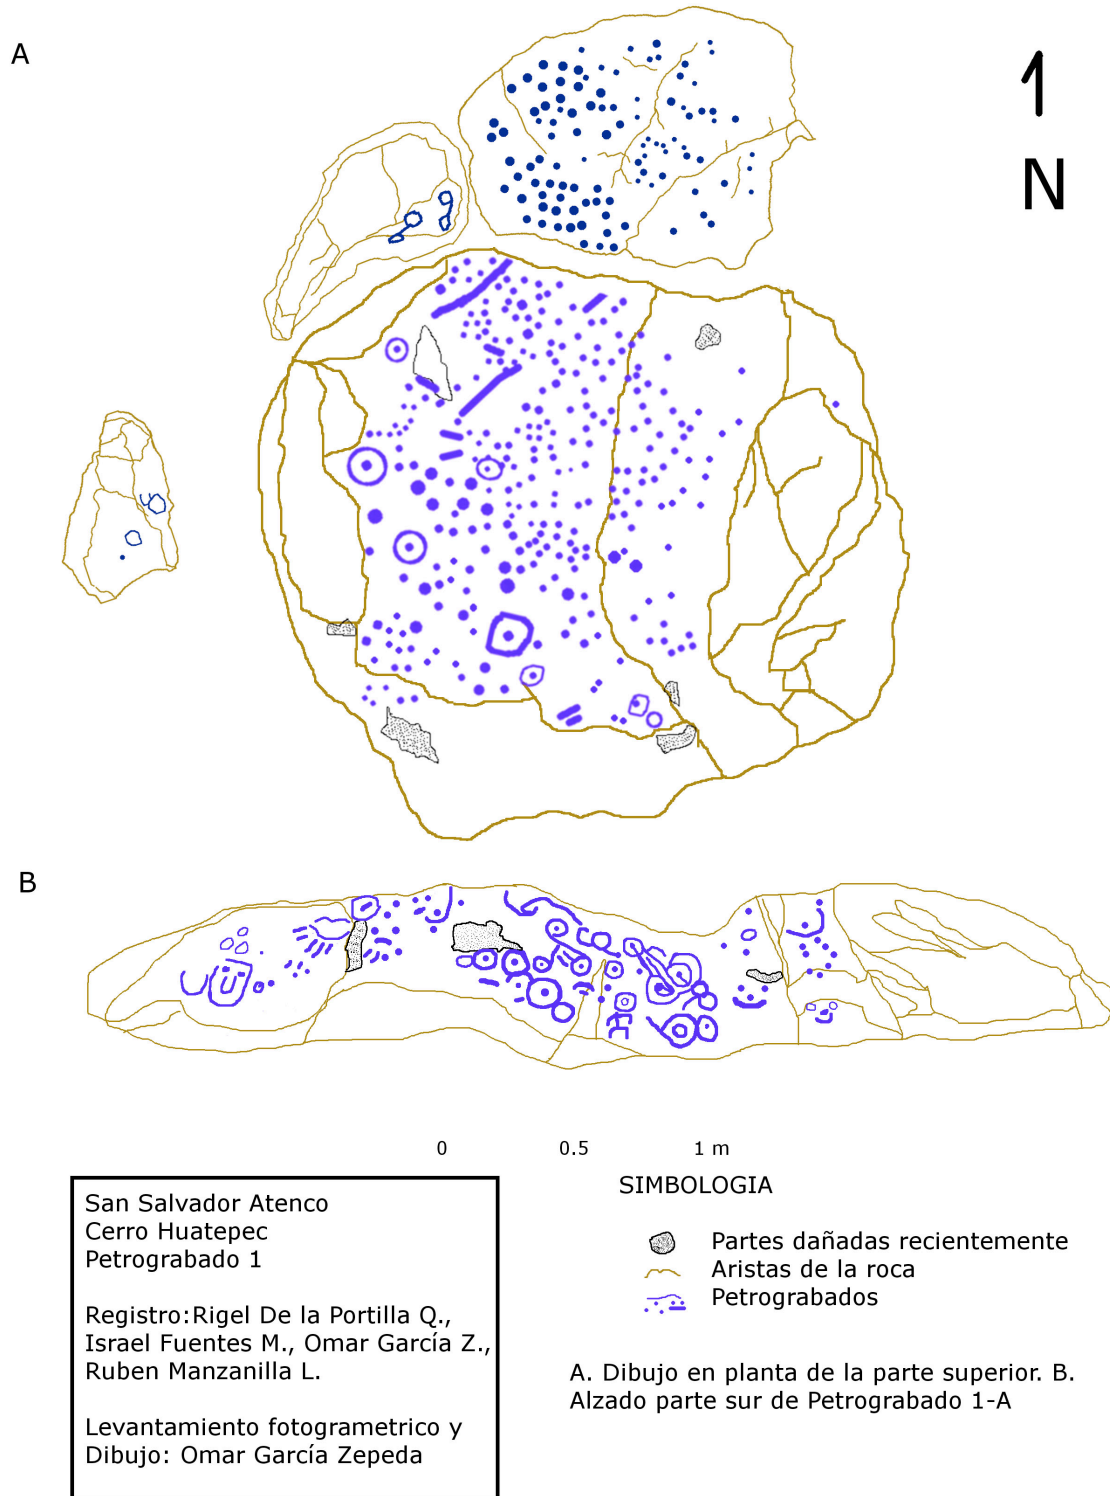 A
N
B
0 0.5 1 m
San Salvador Atenco
Cerro Huatepec
Petrograbado 1
Registro:Rigel De la Portilla Q.,
Israel Fuentes M., Omar García Z.,
Ruben Manzanilla L.
Levantamiento fotogrametrico y
Dibujo: Omar García Zepeda
SIMBOLOGIA
Partes dañadas recientemente
Aristas de la roca
Petrograbados
A. Dibujo en planta de la parte superior. B.
Alzado parte sur de Petrograbado 1-A